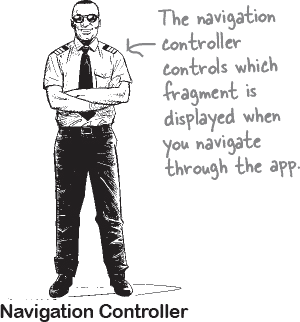 The navigation
controller
controls which
fragment is
displayed when
you navigate
through the app.
Navigation Controller